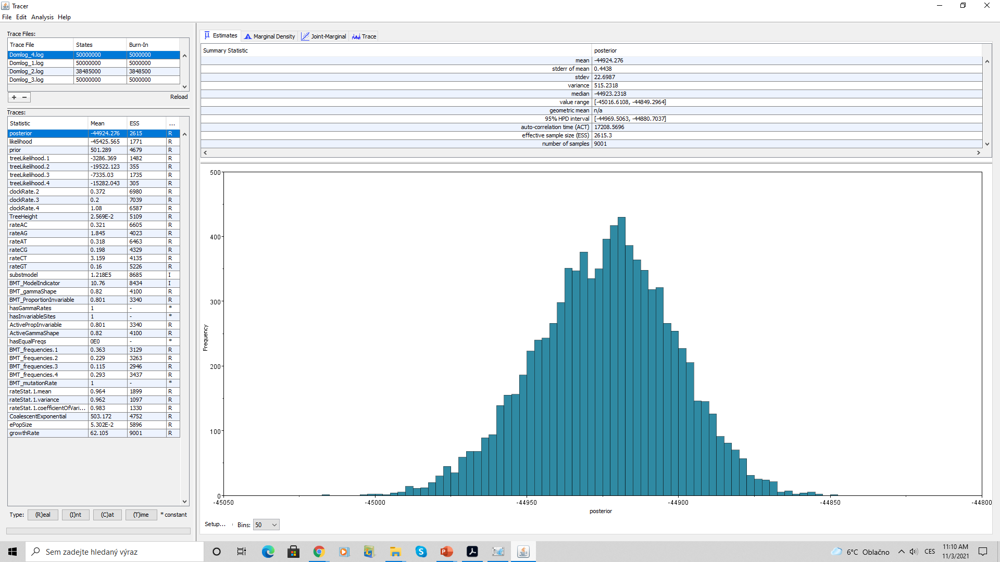 Tracer
File Edit Analysis Help
Trace Files:
Trace File States Burn-In
Domlog_4.log 50000000 5000000
Domlog_1.log 50000000 5000000
Domlog_2.log 38485000 3848500
Domlog_3.log 50000000 5000000
+ − Reload
Traces:
Statistic Mean ESS ...
posterior -44924.276 2615 R
likelihood -45425.565 1771 R
prior 501.289 4679 R
treeLikelihood.1 -3286.369 1482 R
treeLikelihood.2 -19522.123 355 R
treeLikelihood.3 -7335.03 1735 R
treeLikelihood.4 -15282.043 305 R
clockRate.2 0.372 6980 R
clockRate.3 0.2 7039 R
clockRate.4 1.08 6587 R
TreeHeight 2.569E-2 5109 R
rateAC 0.321 6605 R
rateAG 1.845 4023 R
rateAT 0.318 6463 R
rateCG 0.198 4329 R
rateCT 3.159 4135 R
rateGT 0.16 5226 R
substmodel 1.218E5 8685 I
BMT_ModelIndicator 10.76 8434 I
BMT_gammaShape 0.82 4100 R
BMT_ProportionInvariable 0.801 3340 R
hasGammaRates 1 - *
hasInvariableSites 1 - *
ActivePropInvariable 0.801 3340 R
ActiveGammaShape 0.82 4100 R
hasEqualFreqs 0E0 - *
BMT_frequencies.1 0.363 3129 R
BMT_frequencies.2 0.229 3263 R
BMT_frequencies.3 0.115 2946 R
BMT_frequencies.4 0.293 3437 R
BMT_mutationRate 1 - *
rateStat.1.mean 0.964 1899 R
rateStat.1.variance 0.962 1097 R
rateStat.1.coefficientOfVari... 0.983 1330 R
CoalescentExponential 503.172 4752 R
ePopSize 5.302E-2 5896 R
growthRate 62.105 9001 R
Type: (R)eal (I)nt (C)at (T)ime * constant
Estimates Marginal Density Joint-Marginal Trace
Summary Statistic posterior
mean -44924.276
stderr of mean 0.4438
stdev 22.6987
variance 515.2318
median -44923.2318
value range [-45016.6108, -44849.2964]
geometric mean n/a
95% HPD interval [-44969.5063, -44880.7037]
auto-correlation time (ACT) 17208.5696
effective sample size (ESS) 2615.3
number of samples 9001
500
400
300
200
100
0
Frequency
-45050 -45000 -44950 -44900 -44850 -44800
posterior
Setup... Bins: 50
Sem zadejte hledaný výraz
6°C Oblačno CES 11:10 AM
11/3/2021